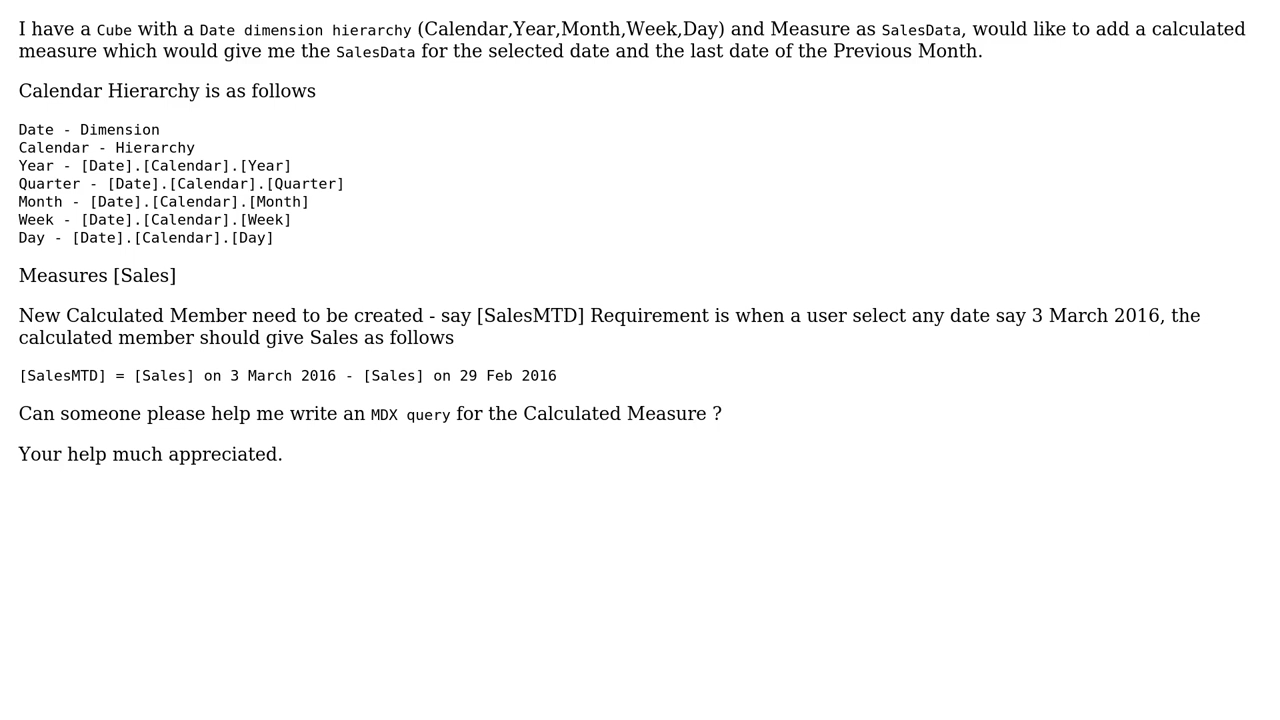 I have a Cube with a Date dimension hierarchy (Calendar,Year,Month,Week,Day) and Measure as SalesData, would like to add a calculated
measure which would give me the SalesData for the selected date and the last date of the Previous Month.
Calendar Hierarchy is as follows
Date - Dimension
Calendar - Hierarchy
Year - [Date].[Calendar].[Year]
Quarter - [Date].[Calendar].[Quarter]
Month - [Date].[Calendar].[Month]
Week - [Date].[Calendar].[Week]
Day - [Date].[Calendar].[Day]
Measures [Sales]
New Calculated Member need to be created - say [SalesMTD] Requirement is when a user select any date say 3 March 2016, the
calculated member should give Sales as follows
[SalesMTD] = [Sales] on 3 March 2016 - [Sales] on 29 Feb 2016
Can someone please help me write an MDX query for the Calculated Measure ?
Your help much appreciated.